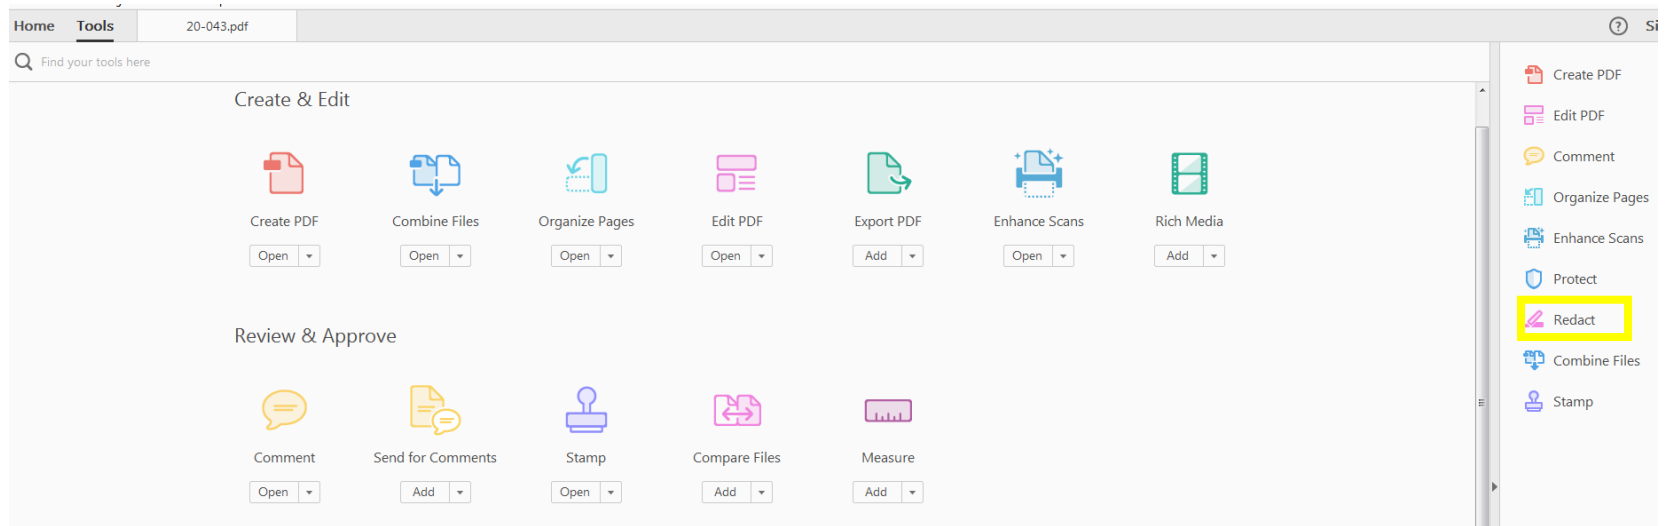 Home Tools 20-043.pdf
Find your tools here
Create & Edit
Create PDF Combine Files Organize Pages Edit PDF Export PDF Enhance Scans Rich Media
Open Open Open Open Add Open Add
Review & Approve
Comment Send for Comments Stamp Compare Files Measure
Open Add Open Add Add
Create PDF
Edit PDF
Comment
Organize Pages
Enhance Scans
Protect
Redact
Combine Files
Stamp